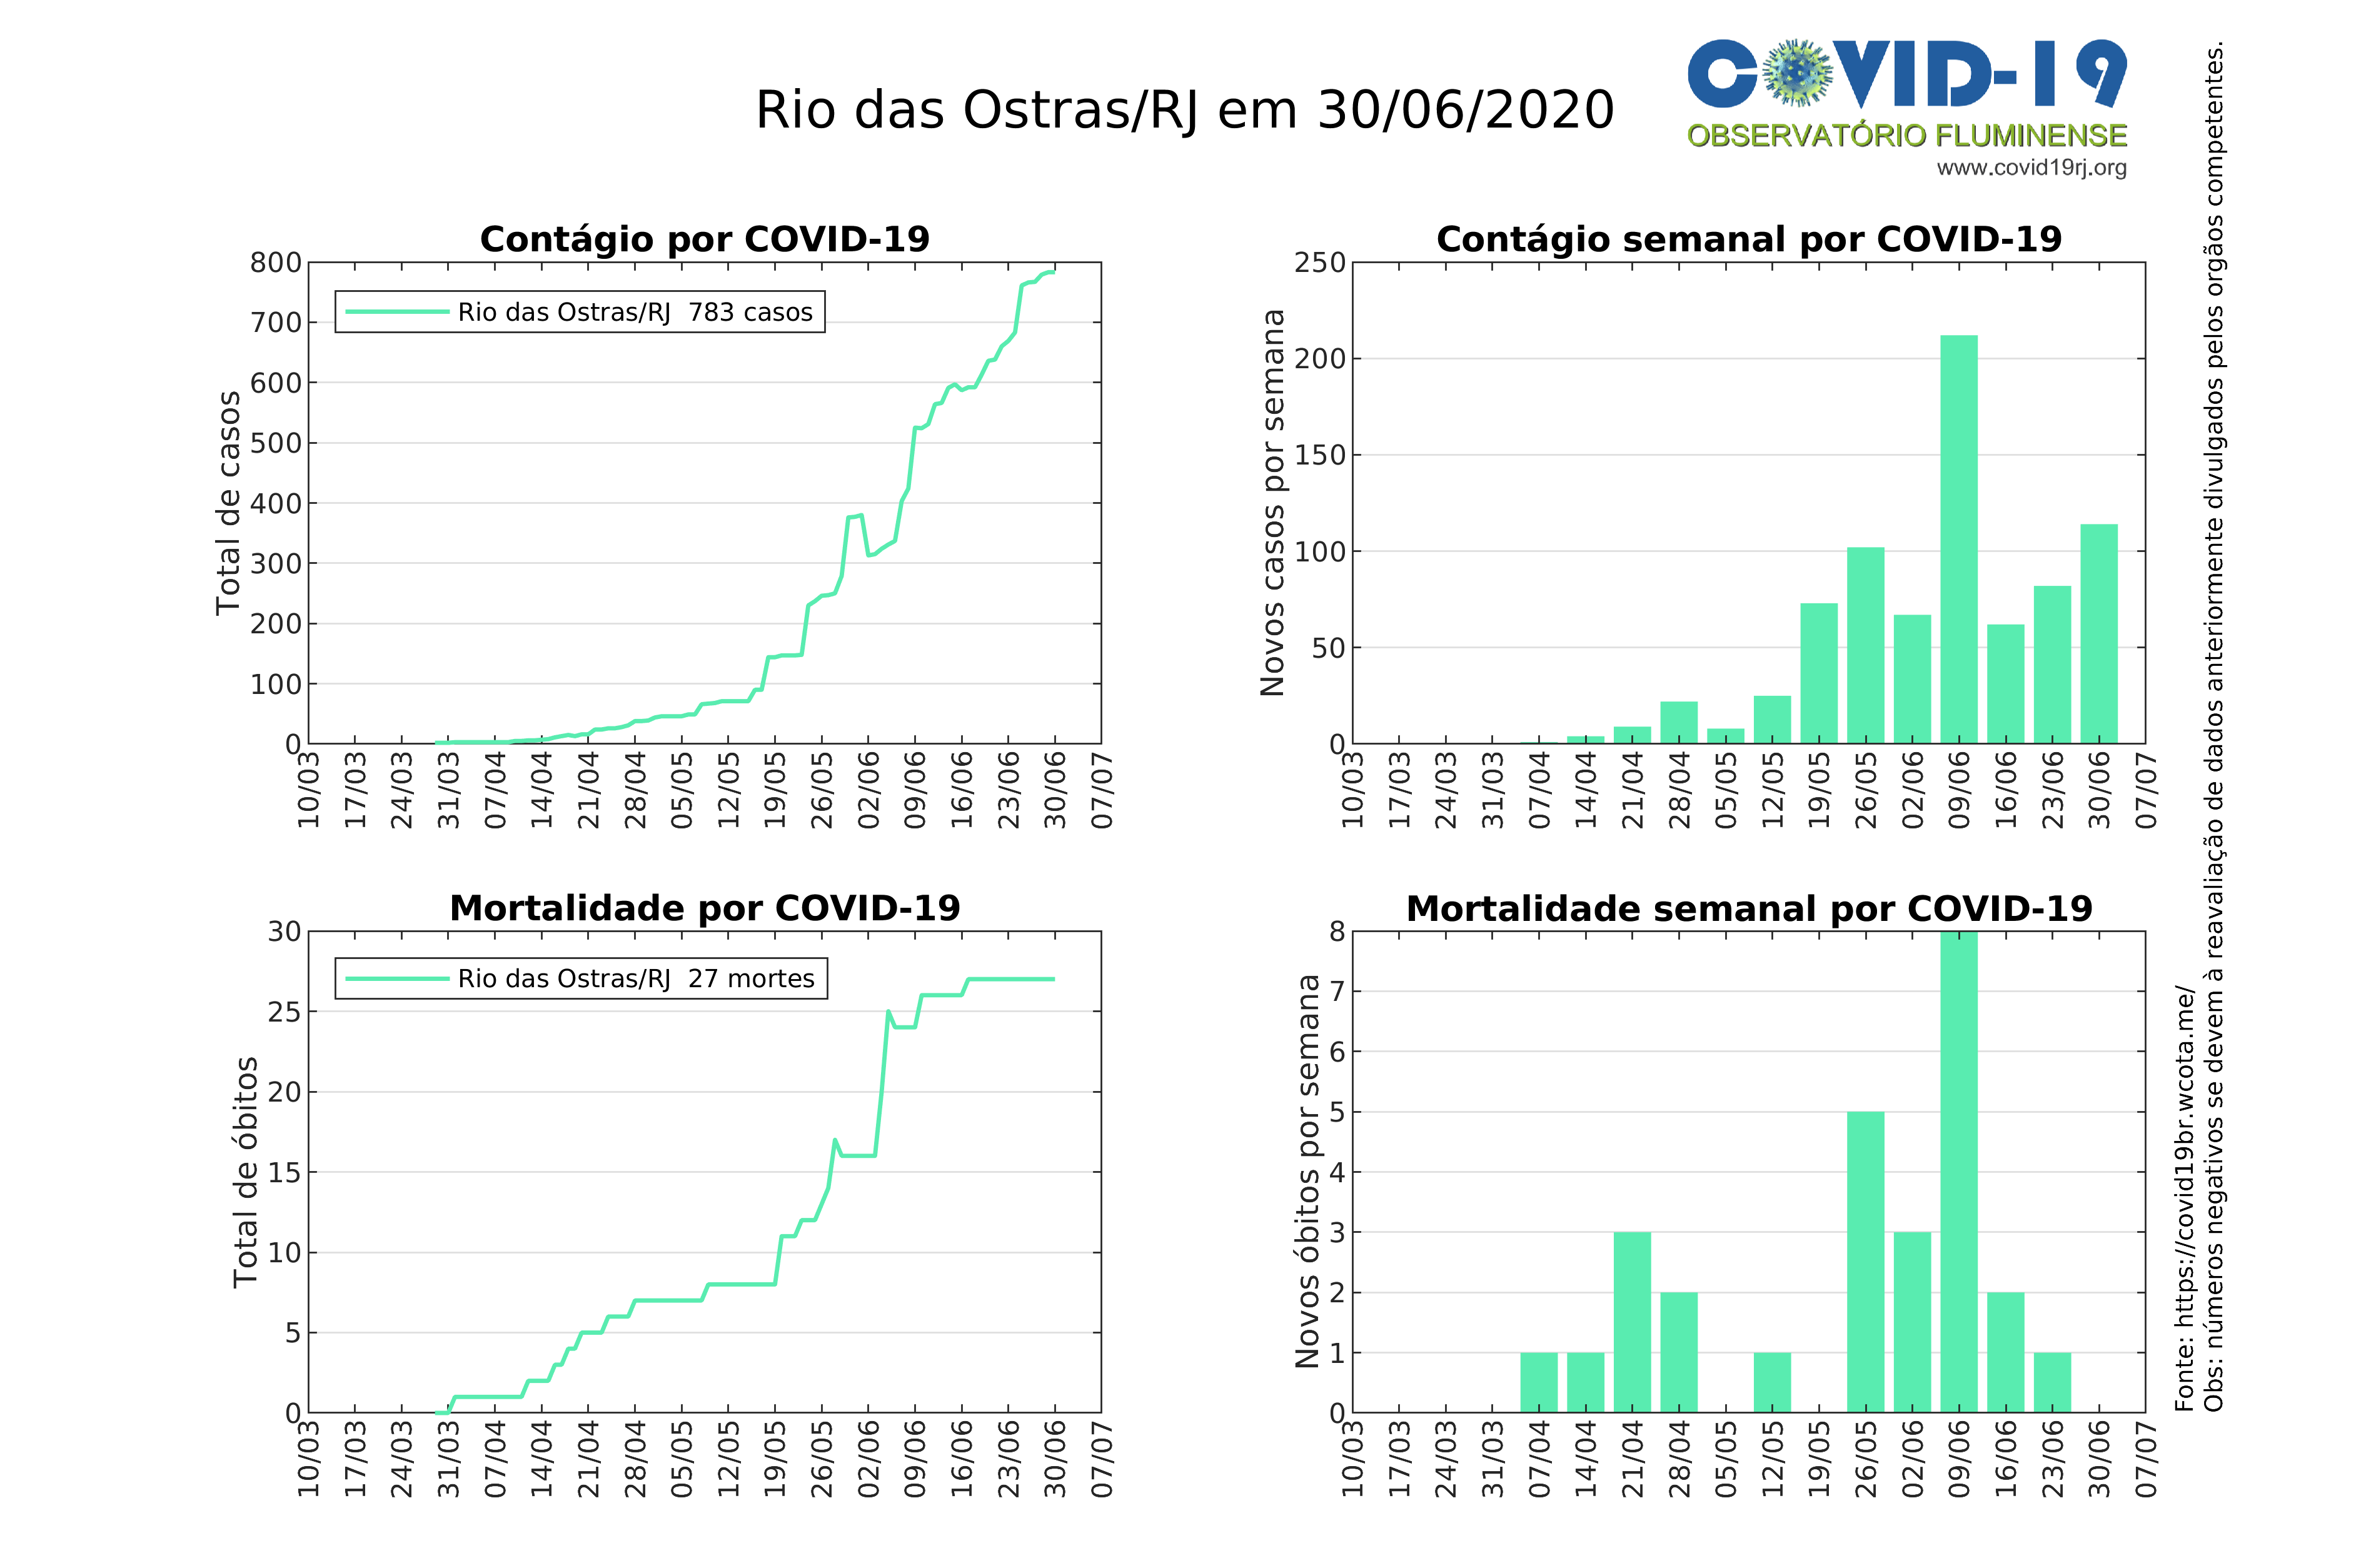 Rio das Ostras/RJ em 30/06/2020
COVID-19
OBSERVATÓRIO FLUMINENSE
www.covid19rj.org
Contágio por COVID-19
Total de casos
800
700
600
500
400
300
200
100
0
Rio das Ostras/RJ 783 casos
10/03 17/03 24/03 31/03 07/04 14/04 21/04 28/04 05/05 12/05 19/05 26/05 02/06 09/06 16/06 23/06 30/06 07/07
Contágio semanal por COVID-19
Novos casos por semana
250
200
150
100
50
0
10/03 17/03 24/03 31/03 07/04 14/04 21/04 28/04 05/05 12/05 19/05 26/05 02/06 09/06 16/06 23/06 30/06 07/07
Mortalidade por COVID-19
Total de óbitos
30
25
20
15
10
5
0
Rio das Ostras/RJ 27 mortes
10/03 17/03 24/03 31/03 07/04 14/04 21/04 28/04 05/05 12/05 19/05 26/05 02/06 09/06 16/06 23/06 30/06 07/07
Mortalidade semanal por COVID-19
Novos óbitos por semana
8
7
6
5
4
3
2
1
0
10/03 17/03 24/03 31/03 07/04 14/04 21/04 28/04 05/05 12/05 19/05 26/05 02/06 09/06 16/06 23/06 30/06 07/07
Fonte: https://covid19br.wcota.me/
Obs: números negativos se devem à reavaliação de dados anteriormente divulgados pelos orgãos competentes.